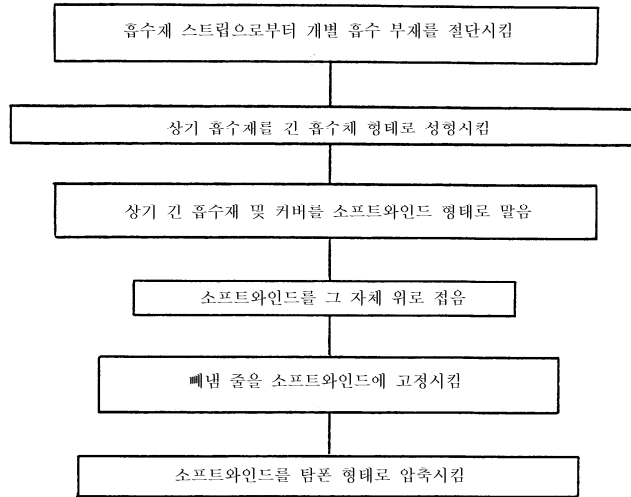 흡수재 스트립으로부터 개별 흡수 부재를 절단시킴
상기 흡수재를 긴 흡수체 형태로 성형시킴
상기 긴 흡수재 및 커버를 소프트와인드 형태로 말음
소프트와인드를 그 자체 위로 접음
빼냄 줄을 소프트와인드에 고정시킴
소프트와인드를 탐폰 형태로 압축시킴